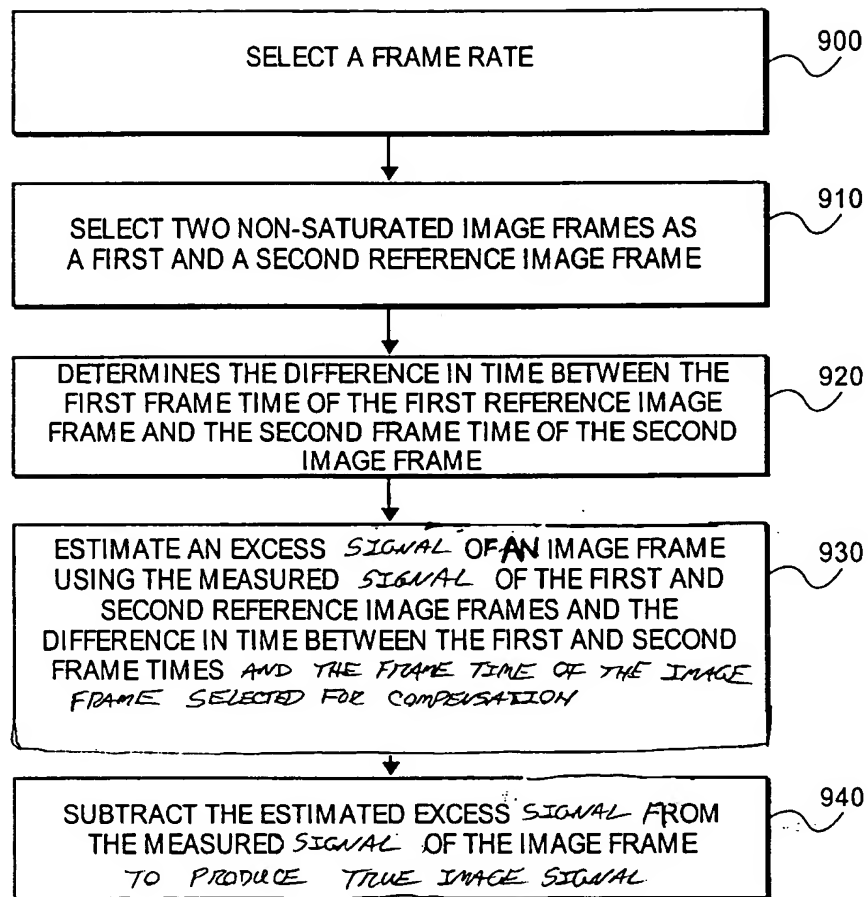 SELECT A FRAME RATE
900
SELECT TWO NON-SATURATED IMAGE FRAMES AS
A FIRST AND A SECOND REFERENCE IMAGE FRAME
910
DETERMINES THE DIFFERENCE IN TIME BETWEEN THE
FIRST FRAME TIME OF THE FIRST REFERENCE IMAGE
FRAME AND THE SECOND FRAME TIME OF THE SECOND
IMAGE FRAME
920
ESTIMATE AN EXCESS SIGNAL OF AN IMAGE FRAME
USING THE MEASURED SIGNAL OF THE FIRST AND
SECOND REFERENCE IMAGE FRAMES AND THE
DIFFERENCE IN TIME BETWEEN THE FIRST AND SECOND
FRAME TIMES AND THE FRAME TIME OF THE IMAGE
FRAME SELECTED FOR COMPENSATION
930
SUBTRACT THE ESTIMATED EXCESS SIGNAL FROM
THE MEASURED SIGNAL OF THE IMAGE FRAME
TO PRODUCE TRUE IMAGE SIGNAL
940